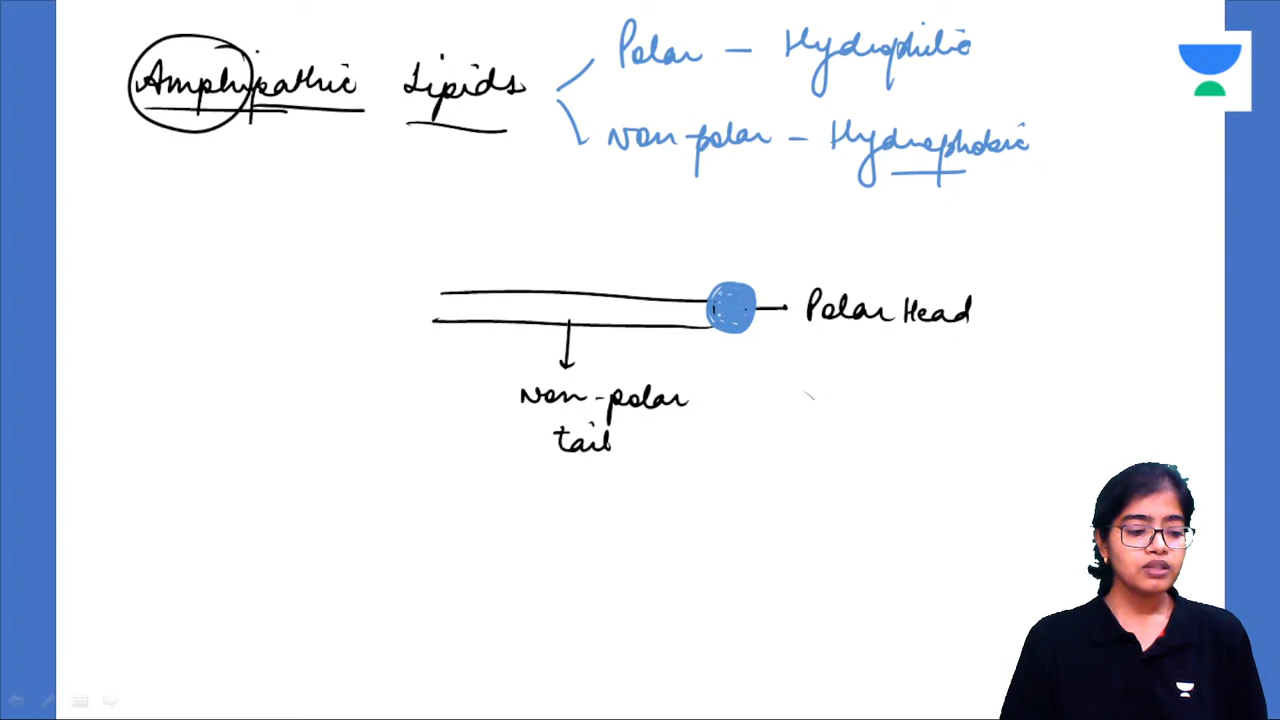 Amphipathic Lipids
Polar - Hydrophilic
Non-polar - Hydrophobic
Polar Head
Non-polar
tail